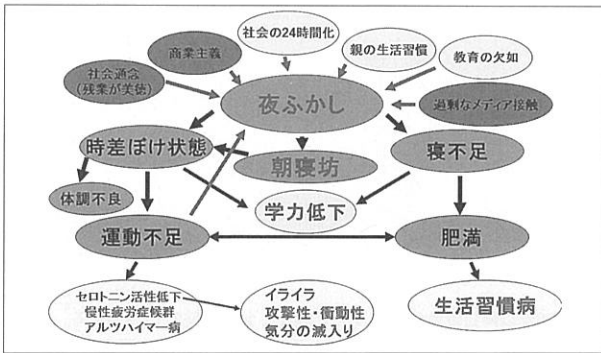 社会の24時間化
商業主義
親の生活習慣
教育の欠如
社会通念
(残業が美徳)
夜ふかし
過剰なメディア接触
時差ぼけ状態
朝寝坊
寝不足
体調不良
学力低下
運動不足
肥満
セロトニン活性低下
慢性疲労症候群
アルツハイマー病
イライラ
攻撃性・衝動性
気分の滅入り
生活習慣病